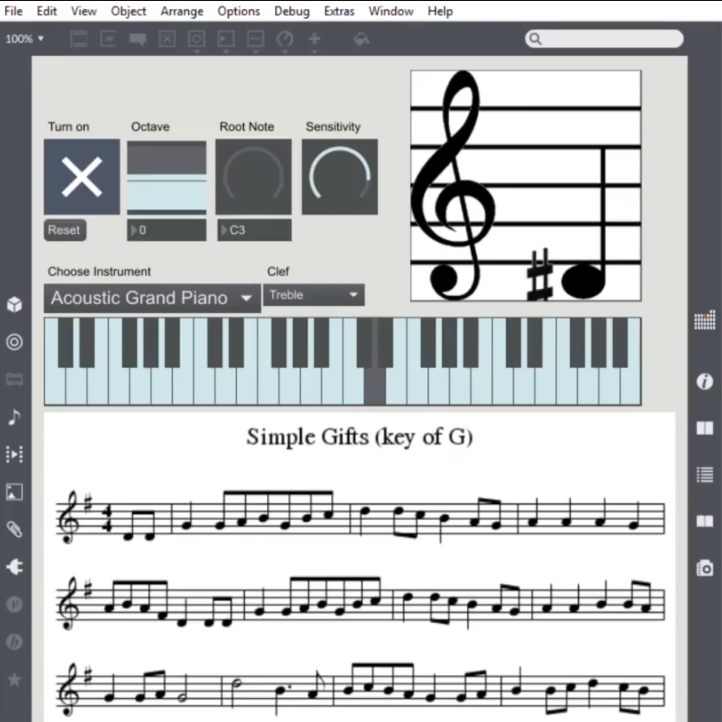 File Edit View Object Arrange Options Debug Extras Window Help
100%
Turn on Octave Root Note Sensitivity
Reset 0 C3
Choose Instrument Clef
Acoustic Grand Piano Treble
Simple Gifts (key of G)
4
4